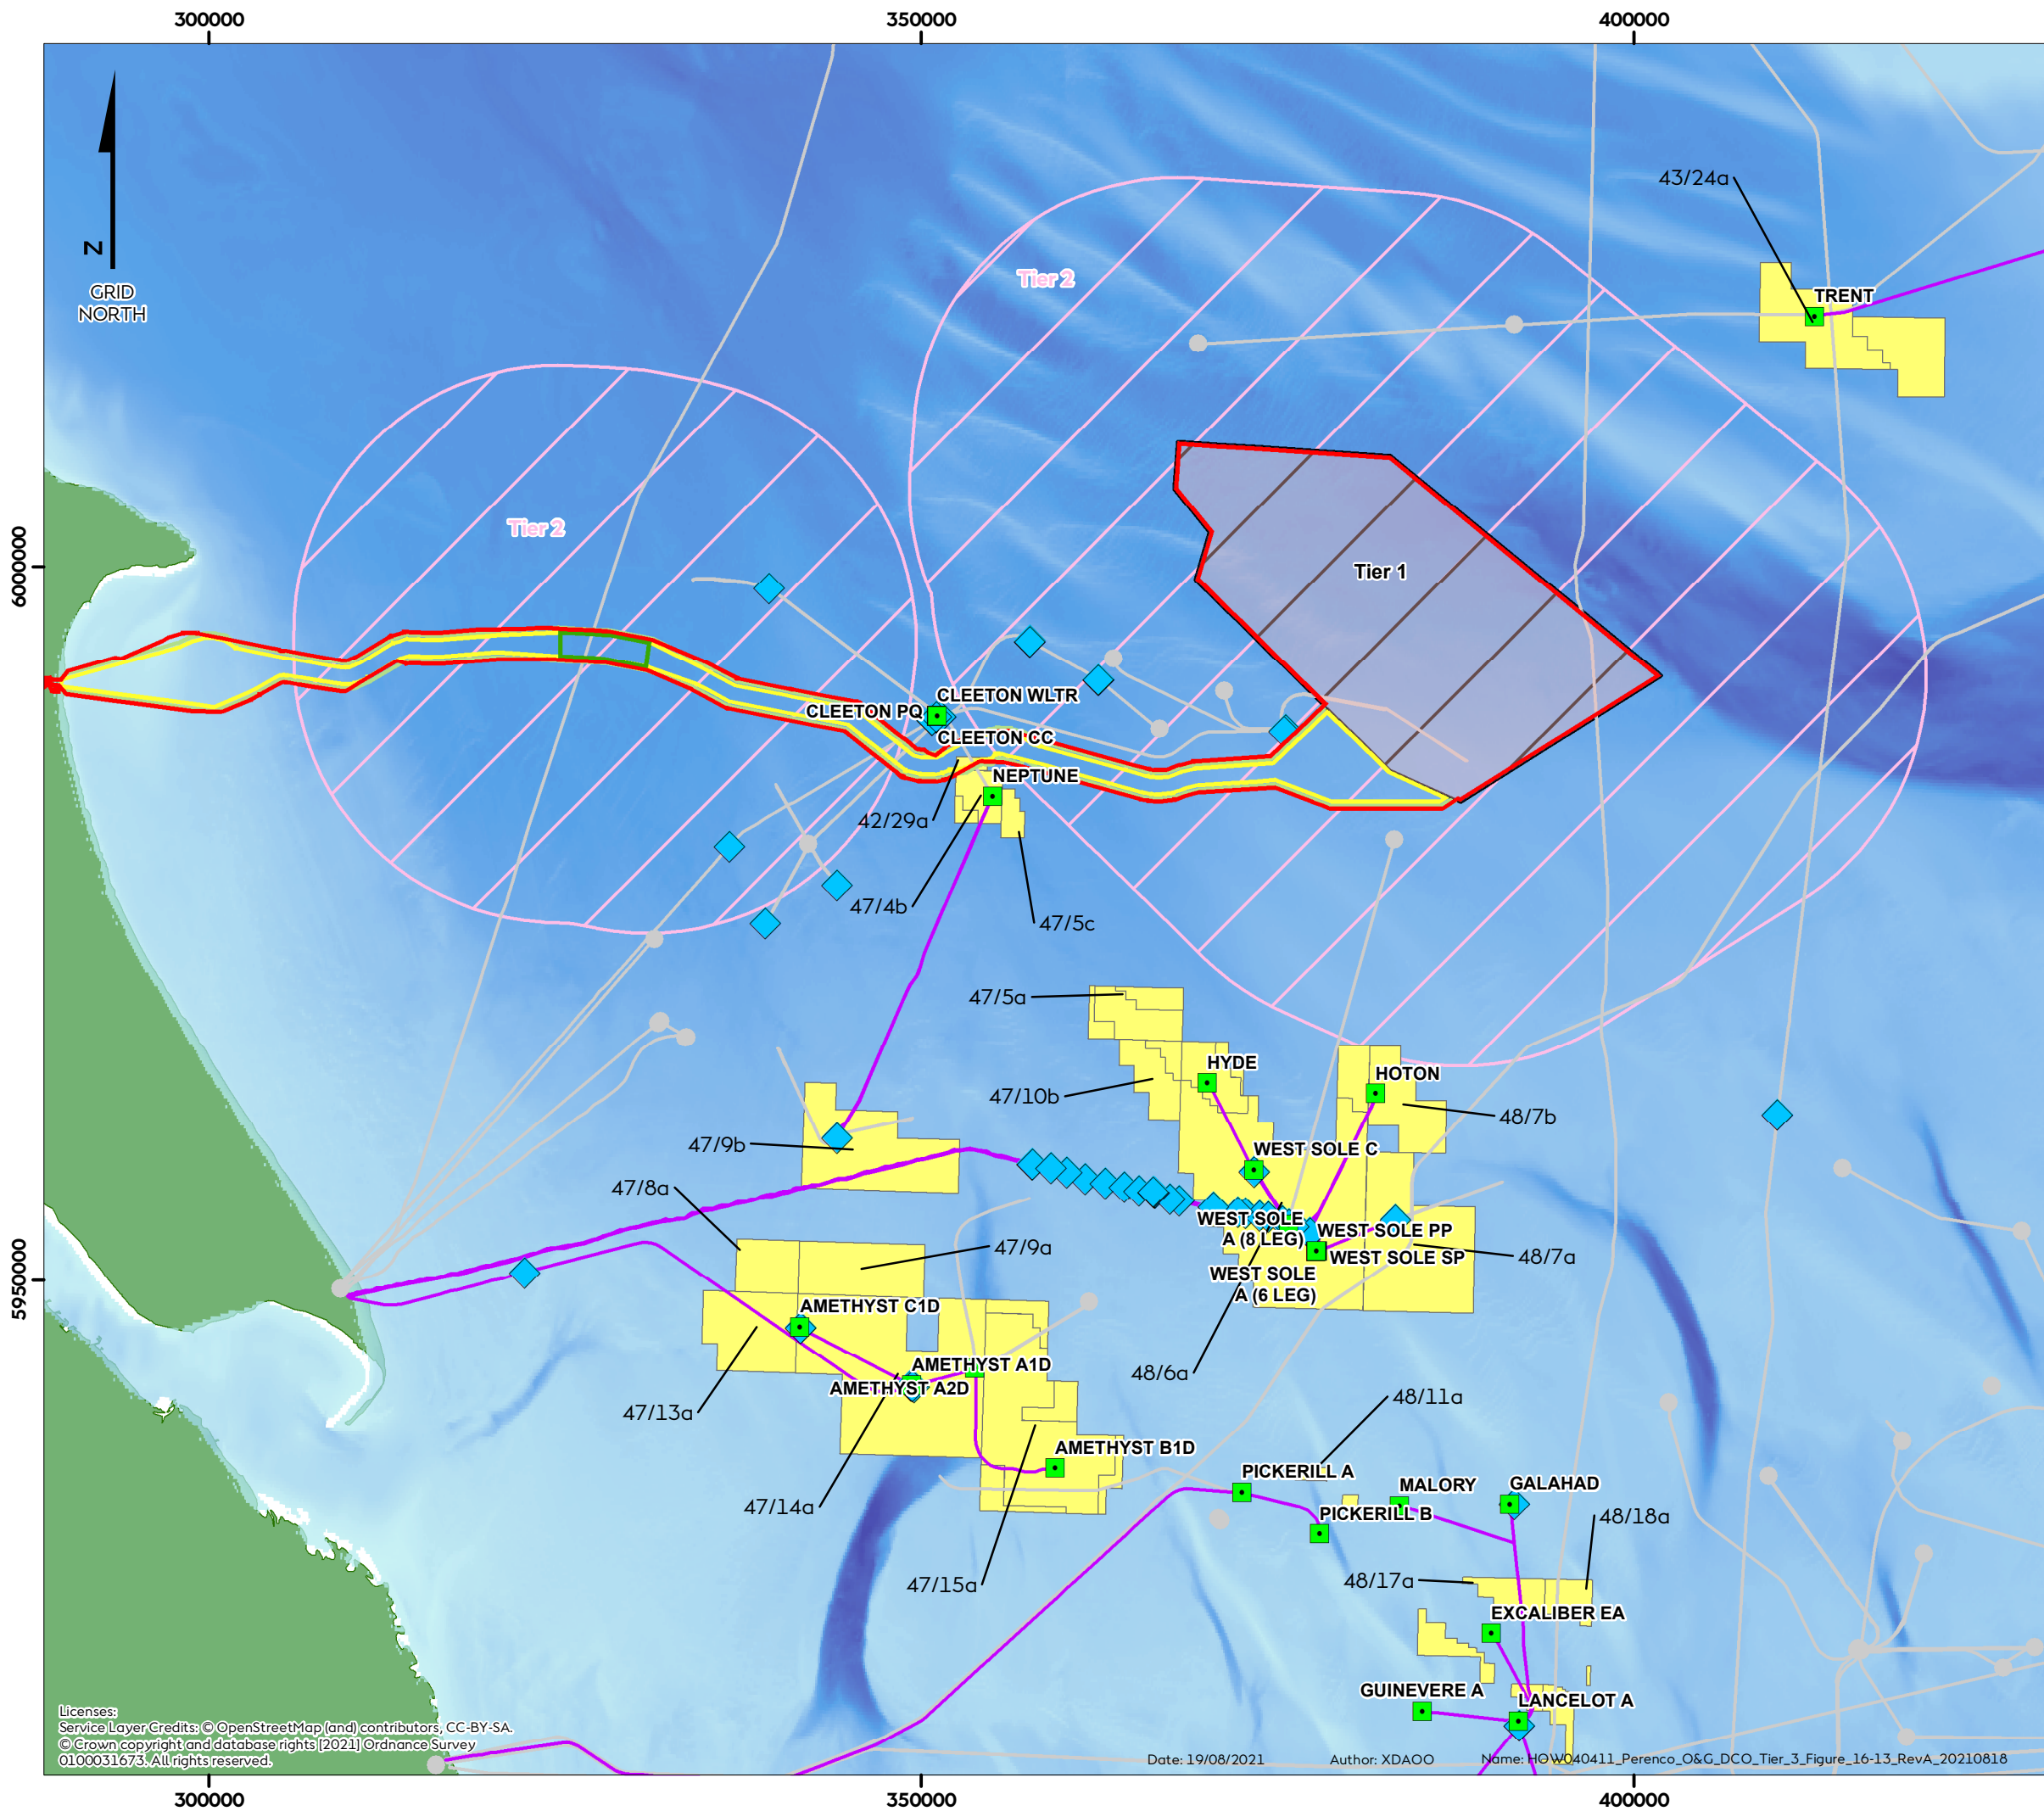 300000
350000
400000
43/24a
N
GRID
NORTH
Tier 2
TRENT
Tier 2
Tier 1
6000000
CLEETON WLTR
CLEETON PQ
CLEETON CC
NEPTUNE
42/29a
47/4b
47/5c
47/5a
HYDE
HOTON
47/10b
48/7b
47/9b
WEST SOLE C
47/8a
WEST SOLE
A (8 LEG)
WEST SOLE PP
47/9a
WEST SOLE SP
48/7a
5950000
WEST SOLE
A (6 LEG)
AMETHYST C1D
AMETHYST A1D
48/6a
AMETHYST A2D
48/11a
47/13a
AMETHYST B1D
PICKERILL A
MALORY
GALAHAD
47/14a
PICKERILL B
48/18a
47/15a
48/17a
EXCALIBER EA
GUINEVERE A
LANCELOT A
Licenses:
Service Layer Credits: © OpenStreetMap (and) contributors, CC-BY-SA.
© Crown copyright and database rights [2021] Ordnance Survey
0100031673. All rights reserved.
Date: 19/08/2021
Author: XDAOO
Name: HOW040411_Perenco_O&G_DCO_Tier_3_Figure_16-13_RevA_20210818
300000
350000
400000